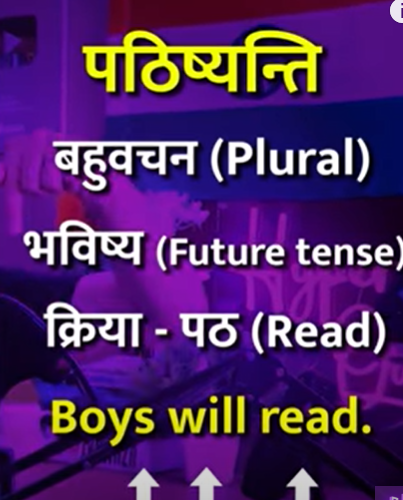 पठिष्यन्ति
बहुवचन (Plural)
भविष्य (Future tense)
क्रिया - पठ (Read)
Boys will read.